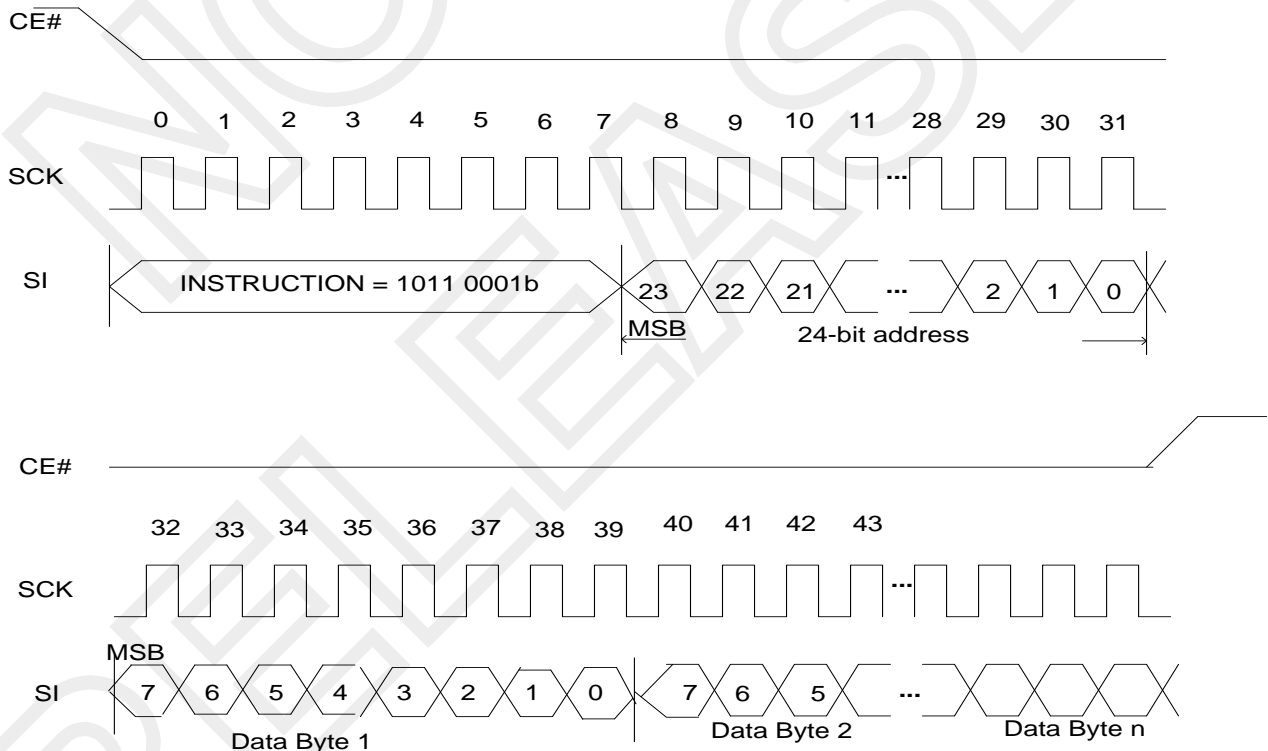 CE#
0 1 2 3 4 5 6 7 8 9 10 11 28 29 30 31
SCK ...
SI INSTRUCTION = 1011 0001b 23 22 21 ... 2 1 0
MSB 24-bit address
CE#
32 33 34 35 36 37 38 39 40 41 42 43
SCK ...
MSB
SI 7 6 5 4 3 2 1 0 7 6 5 ...
Data Byte 1 Data Byte 2 Data Byte n